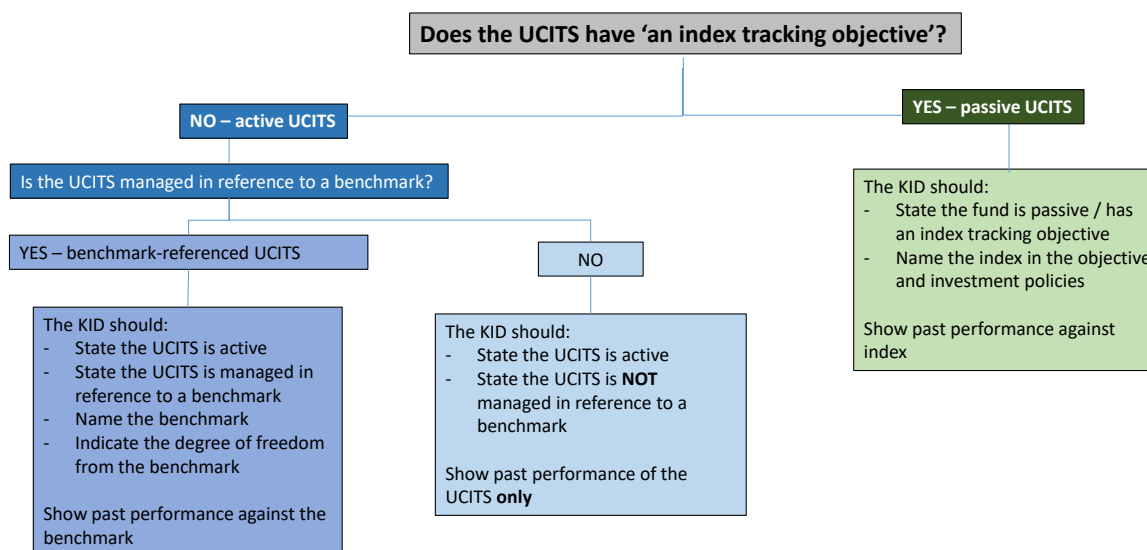 Does the UCITS have ‘an index tracking objective’?
NO – active UCITS
YES – passive UCITS
Is the UCITS managed in reference to a benchmark?
YES – benchmark-referenced UCITS
NO
The KID should:
- State the UCITS is active
- State the UCITS is managed in
reference to a benchmark
- Name the benchmark
- Indicate the degree of freedom
from the benchmark
Show past performance against the
benchmark
The KID should:
- State the UCITS is active
- State the UCITS is NOT
managed in reference to a
benchmark
Show past performance of the
UCITS only
The KID should:
- State the fund is passive / has
an index tracking objective
- Name the index in the objective
and investment policies
Show past performance against
index